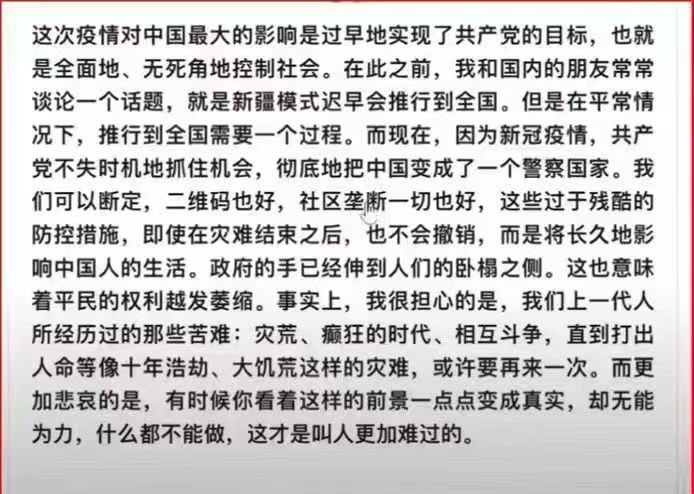 这次疫情对中国最大的影响是过早地实现了共产党的目标，也就
是全面地、无死角地控制社会。在此之前，我和国内的朋友常常
谈论一个话题，就是新疆模式迟早会推行到全国。但是在平常情
况下，推行到全国需要一个过程。而现在，因为新冠疫情，共产
党不失时机地抓住机会，彻底地把中国变成了一个警察国家。我
们可以断定，二维码也好，社区垄断一切也好，这些过于残酷的
防控措施，即使在灾难结束之后，也不会撤销，而是将长久地影
响中国人的生活。政府的手已经伸到人们的卧榻之侧。这也意味
着平民的权利越发萎缩。事实上，我很担心的是，我们上一代人
所经历过的那些苦难：灾荒、癫狂的时代、相互斗争，直到打出
人命等像十年浩劫、大饥荒这样的灾难，或许要再来一次。而更
加悲哀的是，有时候你看着这样的前景一点点变成真实，却无能
为力，什么都不能做，这才是叫人更加难过的。